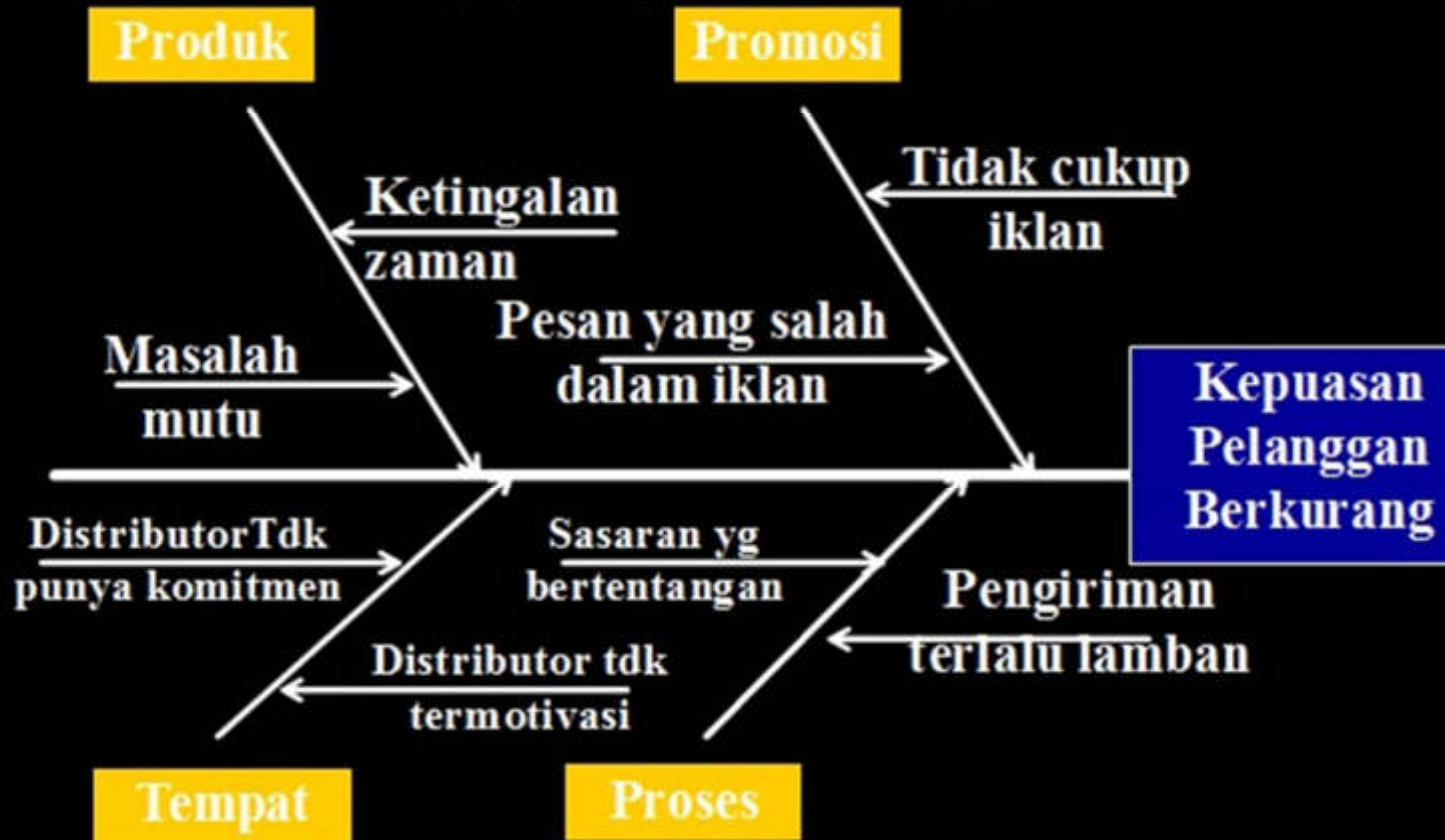 Produk
Promosi
Ketingalan
zaman
Tidak cukup
iklan
Masalah
mutu
Pesan yang salah
dalam iklan
Kepuasan
Pelanggan
Berkurang
DistributorTdk
punya komitmen
Sasaran yg
bertentangan
Pengiriman
terlalu lamban
Distributor tdk
termotivasi
Tempat
Proses